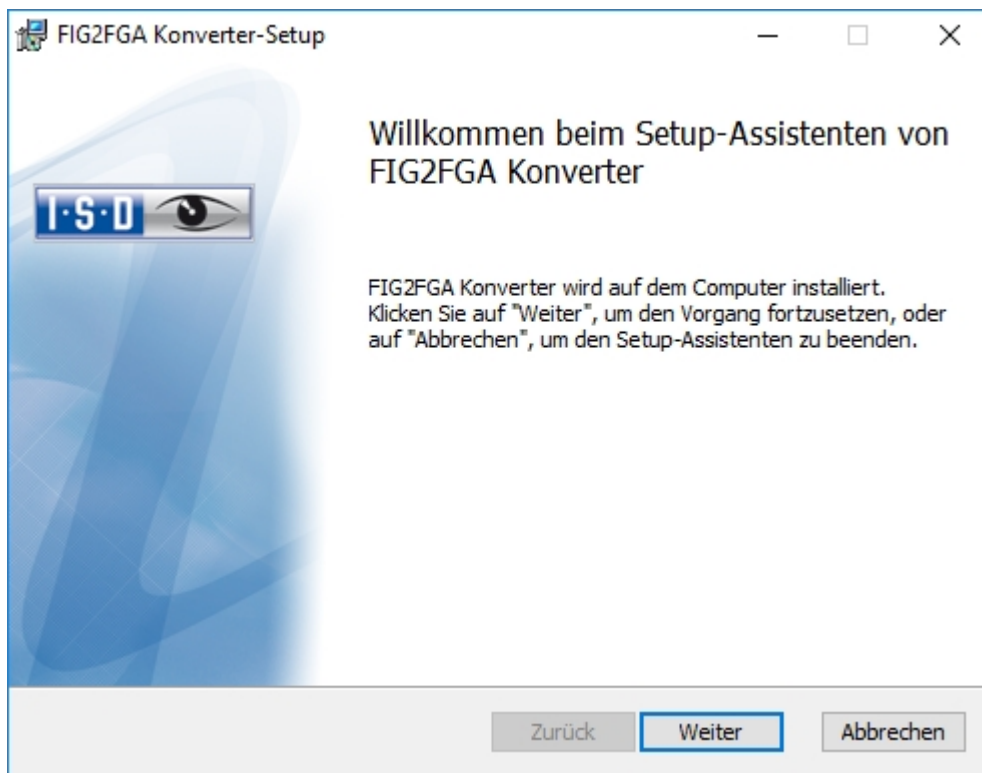 FIG2FGA Konverter-Setup
Willkommen beim Setup-Assistenten von
FIG2FGA Konverter
I·S·D
FIG2FGA Konverter wird auf dem Computer installiert.
Klicken Sie auf "Weiter", um den Vorgang fortzusetzen, oder
auf "Abbrechen", um den Setup-Assistenten zu beenden.
Zurück
Weiter
Abbrechen